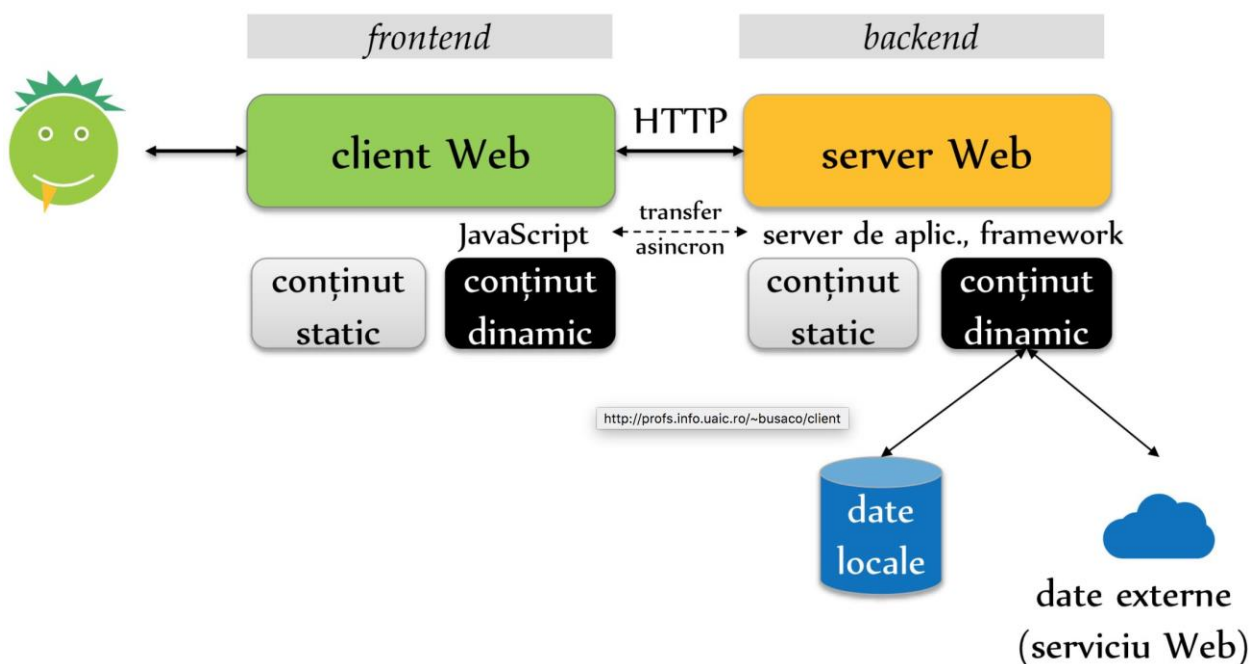 frontend
backend
client Web
HTTP
server Web
transfer
asincron
JavaScript
server de aplic., framework
conținut
static
conținut
dinamic
conținut
static
conținut
dinamic
http://profs.info.uaic.ro/~busaco/client
date
locale
date externe
(serviciu Web)